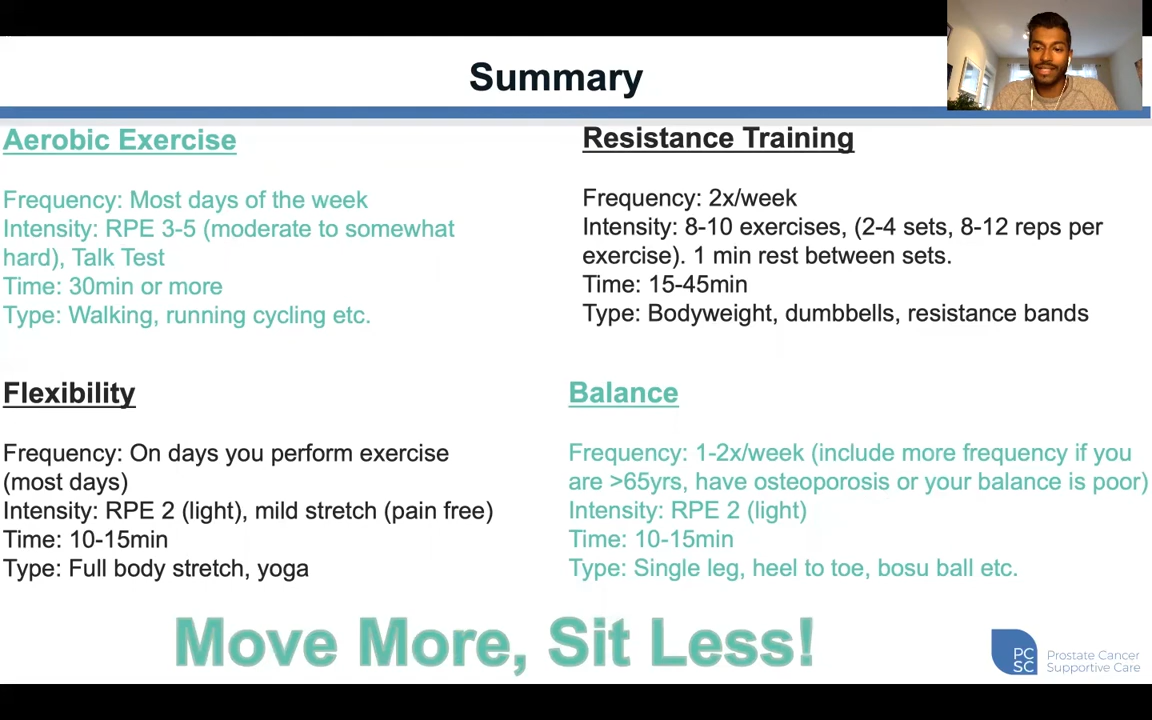 Summary
Aerobic Exercise
Frequency: Most days of the week
Intensity: RPE 3-5 (moderate to somewhat
hard), Talk Test
Time: 30min or more
Type: Walking, running cycling etc.
Resistance Training
Frequency: 2x/week
Intensity: 8-10 exercises, (2-4 sets, 8-12 reps per
exercise). 1 min rest between sets.
Time: 15-45min
Type: Bodyweight, dumbbells, resistance bands
Flexibility
Frequency: On days you perform exercise
(most days)
Intensity: RPE 2 (light), mild stretch (pain free)
Time: 10-15min
Type: Full body stretch, yoga
Balance
Frequency: 1-2x/week (include more frequency if you
are >65yrs, have osteoporosis or your balance is poor)
Intensity: RPE 2 (light)
Time: 10-15min
Type: Single leg, heel to toe, bosu ball etc.
Move More, Sit Less!
PC
SC
Prostate Cancer
Supportive Care